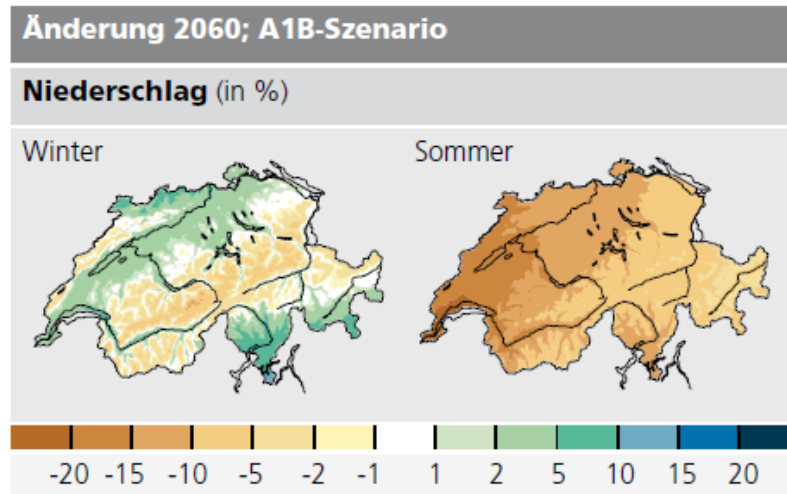 Änderung 2060; A1B-Szenario
Niederschlag (in %)
Winter Sommer
-20 -15 -10 -5 -2 -1 1 2 5 10 15 20